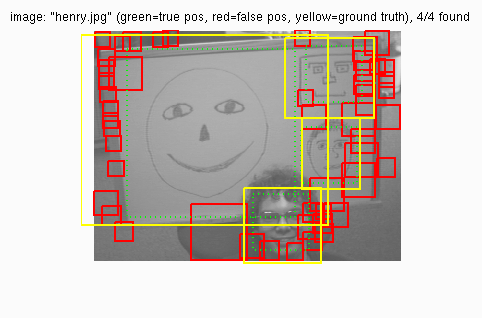 image: "henry.jpg" (green=true pos, red=false pos, yellow=ground truth), 4/4 found